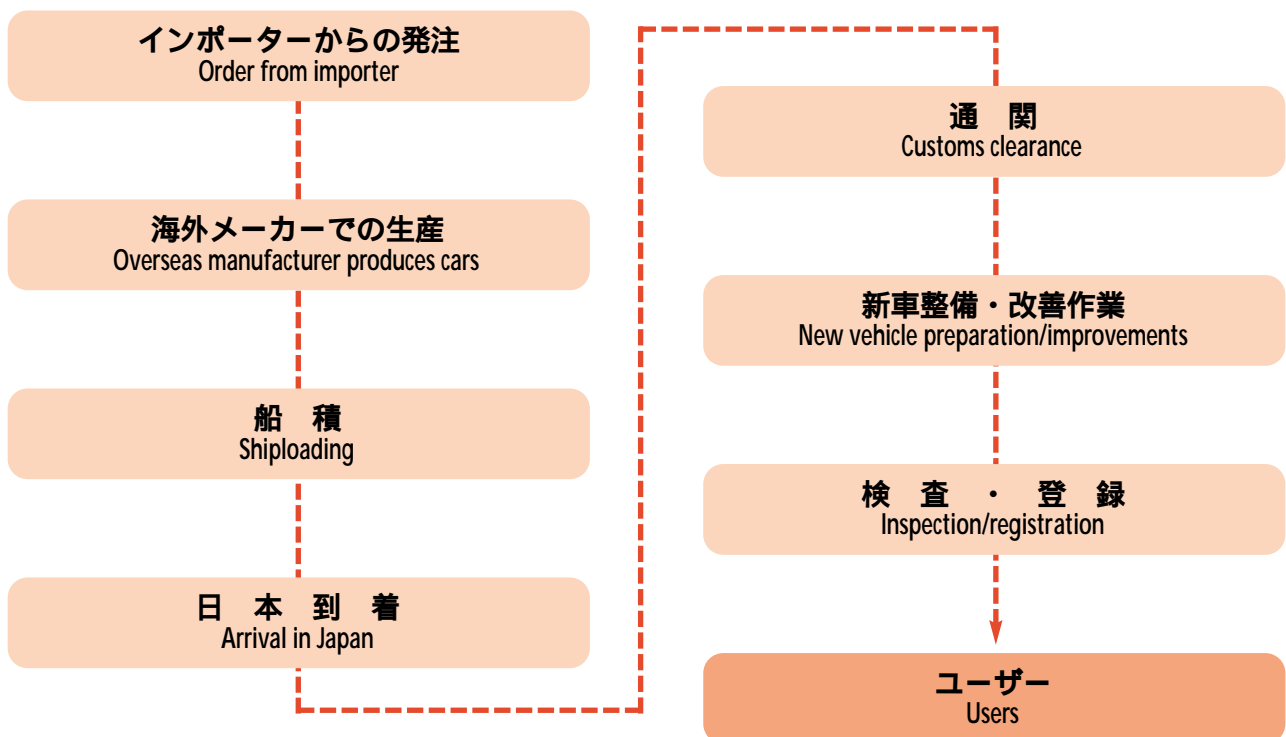 インポーターからの発注
Order from importer
海外メーカーでの生産
Overseas manufacturer produces cars
船 積
Shiploading
日 本 到 着
Arrival in Japan
通 関
Customs clearance
新車整備・改善作業
New vehicle preparation/improvements
検 査 ・ 登 録
Inspection/registration
ユーザー
Users